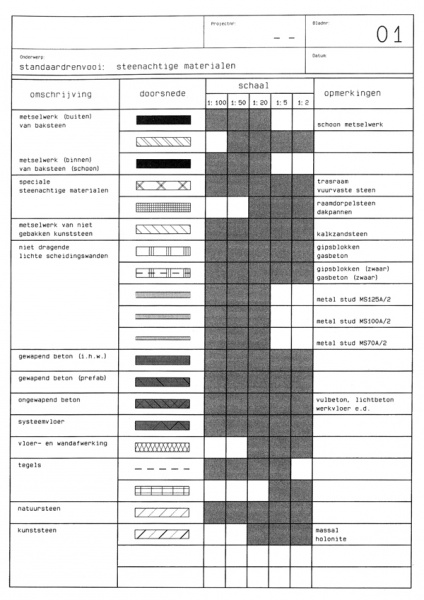 Projectnr.
Bladnr.
-- 01
Onderwerp
Datum
standaardrenvooi: steenachtige materialen
omschrijving doorsnede schaal opmerkingen
1:100 1:50 1:20 1:5 1:2
metselwerk (buiten)
van baksteen
schoon metselwerk
metselwerk (binnen)
van baksteen (schoon)
speciale
steenachtige materialen
trasraam
vuurvaste steen
raamdorpelsteen
dakpannen
metselwerk van niet
gebakken kunststeen
kalkzandsteen
niet dragende
lichte scheidingswanden
gipsblokken
gasbeton
gipsblokken (zwaar)
gasbeton (zwaar)
metal stud MS125A/2
metal stud MS100A/2
metal stud MS70A/2
gewapend beton (i.h.w.)
gewapend beton (prefab)
ongewapend beton
vulbeton, lichtbeton
werkvloer e.d.
systeemvloer
vloer- en wandafwerking
tegels
natuursteen
kunststeen
massal
holonite